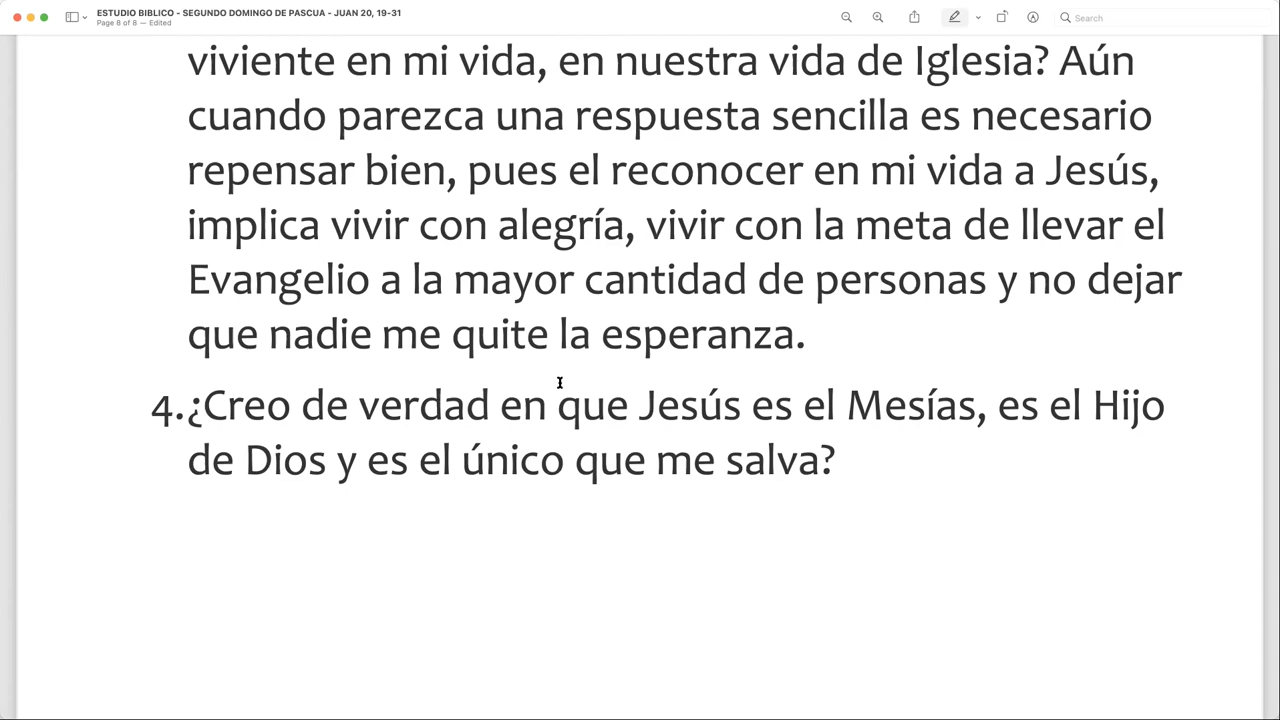 ESTUDIO BIBLICO - SEGUNDO DOMINGO DE PASCUA - JUAN 20, 19-31
Page 8 of 8 — Edited
Search
viviente en mi vida, en nuestra vida de Iglesia? Aún
cuando parezca una respuesta sencilla es necesario
repensar bien, pues el reconocer en mi vida a Jesús,
implica vivir con alegría, vivir con la meta de llevar el
Evangelio a la mayor cantidad de personas y no dejar
que nadie me quite la esperanza.
4.¿Creo de verdad en que Jesús es el Mesías, es el Hijo
de Dios y es el único que me salva?